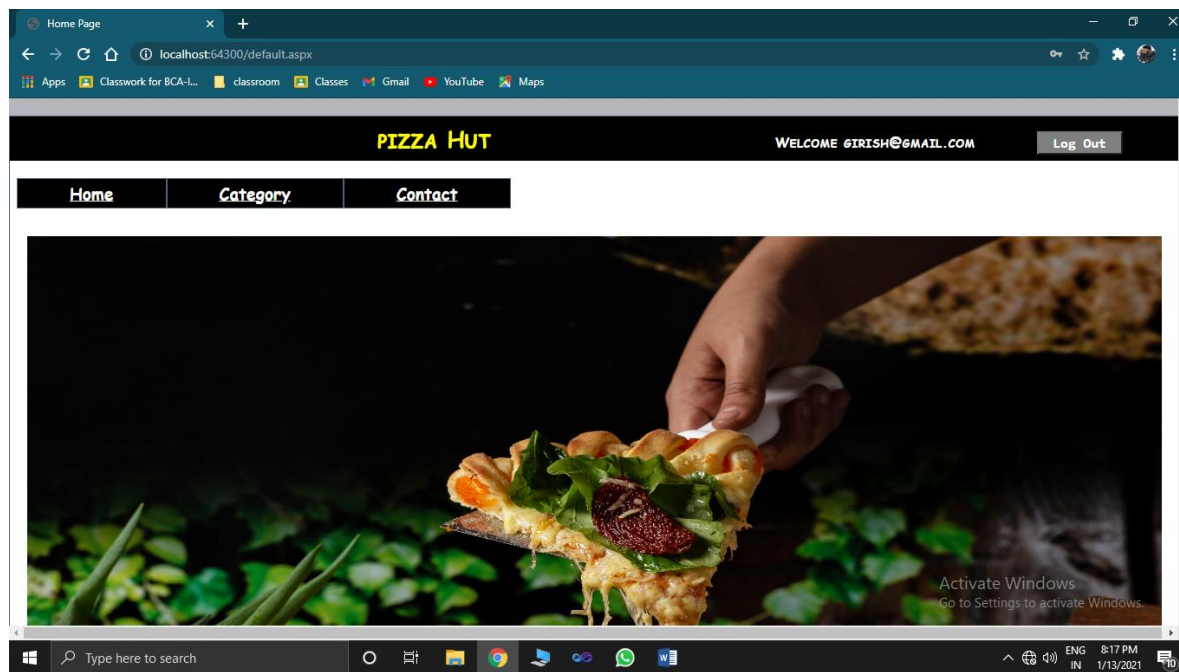 Home Page
localhost:64300/default.aspx
Apps Classwork for BCA-I... classroom Classes Gmail YouTube Maps
PIZZA HUT WELCOME GIRISH@GMAIL.COM Log Out
Home Category Contact
Activate Windows
Go to Settings to activate Windows.
Type here to search
ENG 8:17 PM
IN 1/13/2021
10